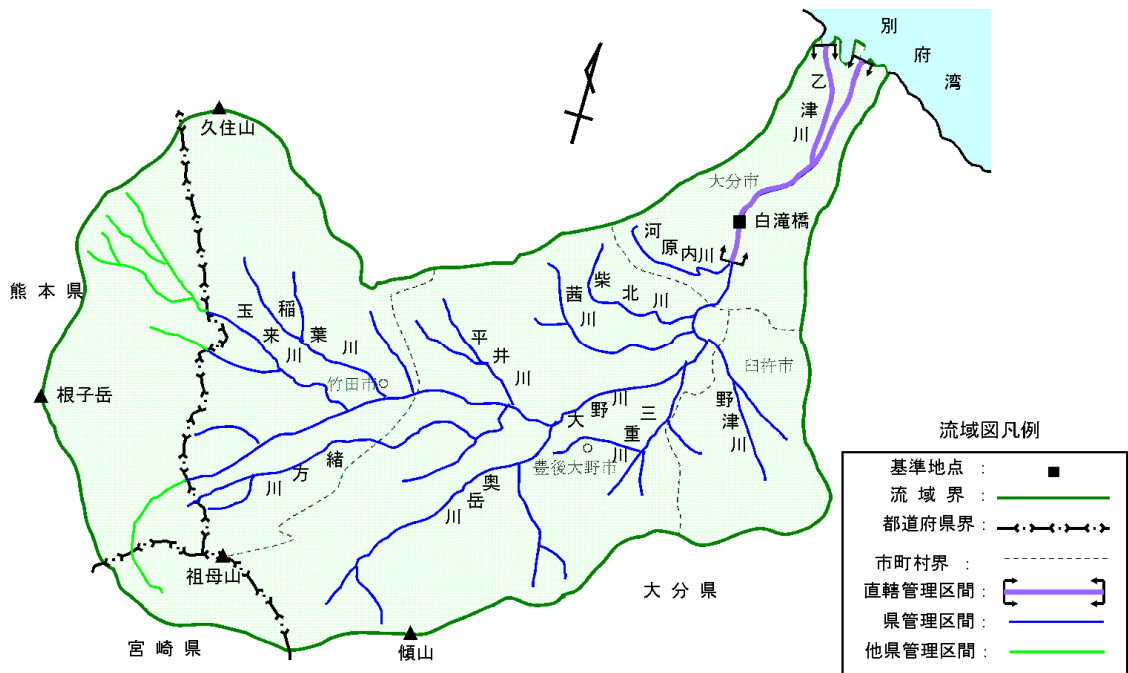 別府湾
乙津川
久住山
大分市
白滝橋
河原内川
柴北川
茜川
熊本県
玉来川
稲葉川
平井川
臼杵市
根子岳
竹田市
大野川
三重川
野津川
豊後大野市
緒方川
奥岳川
祖母山
大分県
宮崎県
傾山
流域図凡例
基準地点：
流域界：
都道府県界：
市町村界：
直轄管理区間：
県管理区間：
他県管理区間：